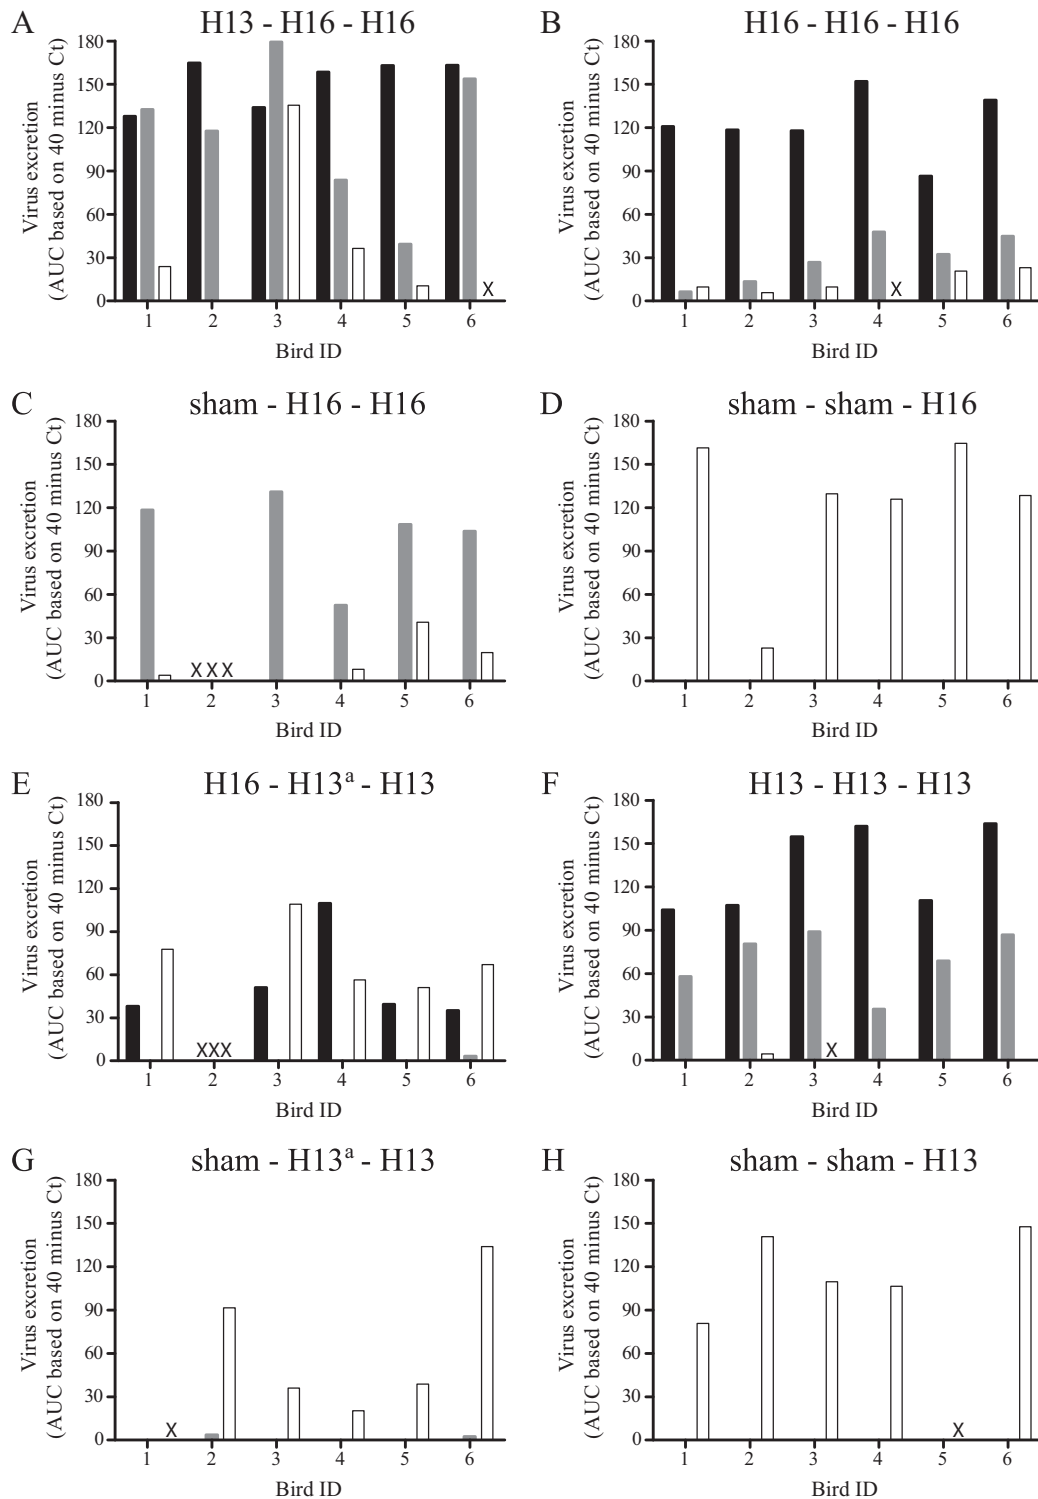 A
H13 - H16 - H16
Virus excretion
(AUC based on 40 minus Ct)
180
150
120
90
60
30
0
X
1 2 3 4 5 6
Bird ID
B
H16 - H16 - H16
Virus excretion
(AUC based on 40 minus Ct)
180
150
120
90
60
30
0
X
1 2 3 4 5 6
Bird ID
C
sham - H16 - H16
Virus excretion
(AUC based on 40 minus Ct)
180
150
120
90
60
30
0
X X X
1 2 3 4 5 6
Bird ID
D
sham - sham - H16
Virus excretion
(AUC based on 40 minus Ct)
180
150
120
90
60
30
0
1 2 3 4 5 6
Bird ID
E
H16 - H13ª - H13
Virus excretion
(AUC based on 40 minus Ct)
180
150
120
90
60
30
0
XXX
1 2 3 4 5 6
Bird ID
F
H13 - H13 - H13
Virus excretion
(AUC based on 40 minus Ct)
180
150
120
90
60
30
0
X
1 2 3 4 5 6
Bird ID
G
sham - H13ª - H13
Virus excretion
(AUC based on 40 minus Ct)
180
150
120
90
60
30
0
X
1 2 3 4 5 6
Bird ID
H
sham - sham - H13
Virus excretion
(AUC based on 40 minus Ct)
180
150
120
90
60
30
0
X
1 2 3 4 5 6
Bird ID